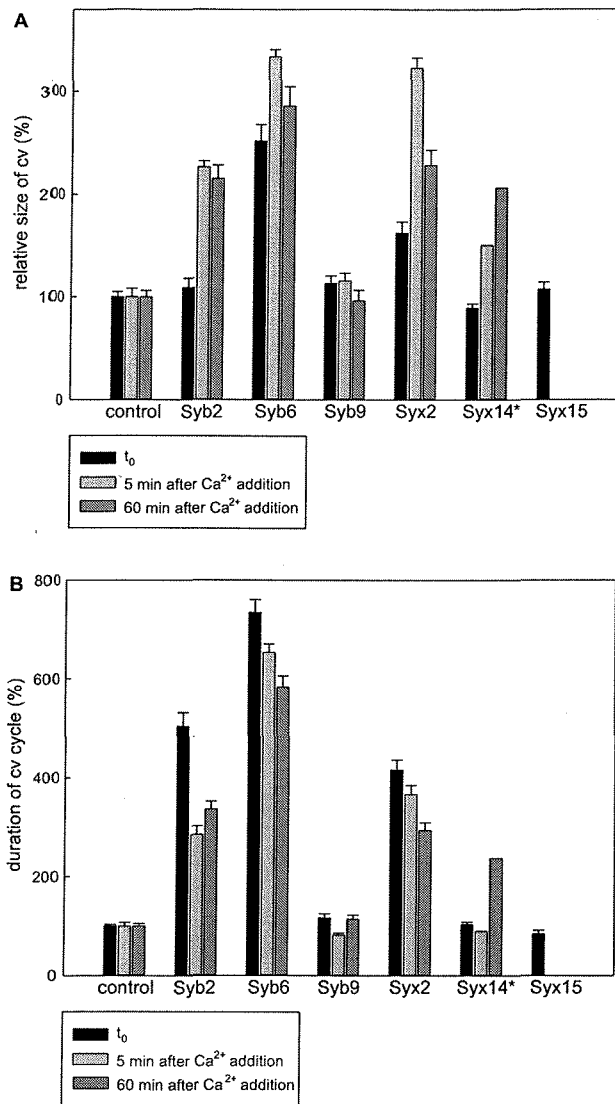 A
relative size of cv (%)
300
200
100
0
control Syb2 Syb6 Syb9 Syx2 Syx14* Syx15
t₀
5 min after Ca²⁺ addition
60 min after Ca²⁺ addition
B
duration of cv cycle (%)
800
600
400
200
0
control Syb2 Syb6 Syb9 Syx2 Syx14* Syx15
t₀
5 min after Ca²⁺ addition
60 min after Ca²⁺ addition